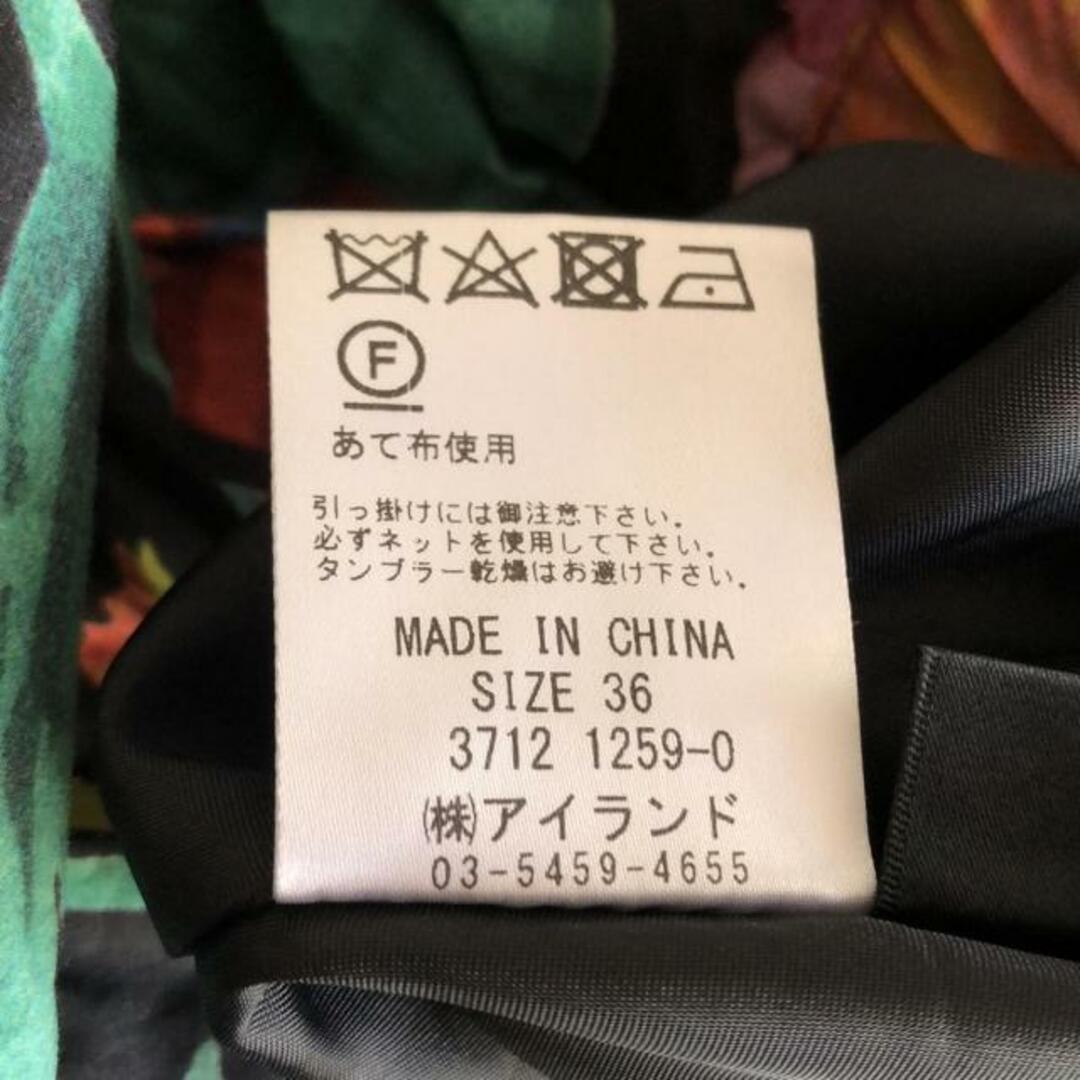 F
あて布使用
引っ掛けには御注意下さい。
必ずネットを使用して下さい。
タンブラー乾燥はお避け下さい。
MADE IN CHINA
SIZE 36
3712 1259-0
㈱アイランド
03-5459-4655